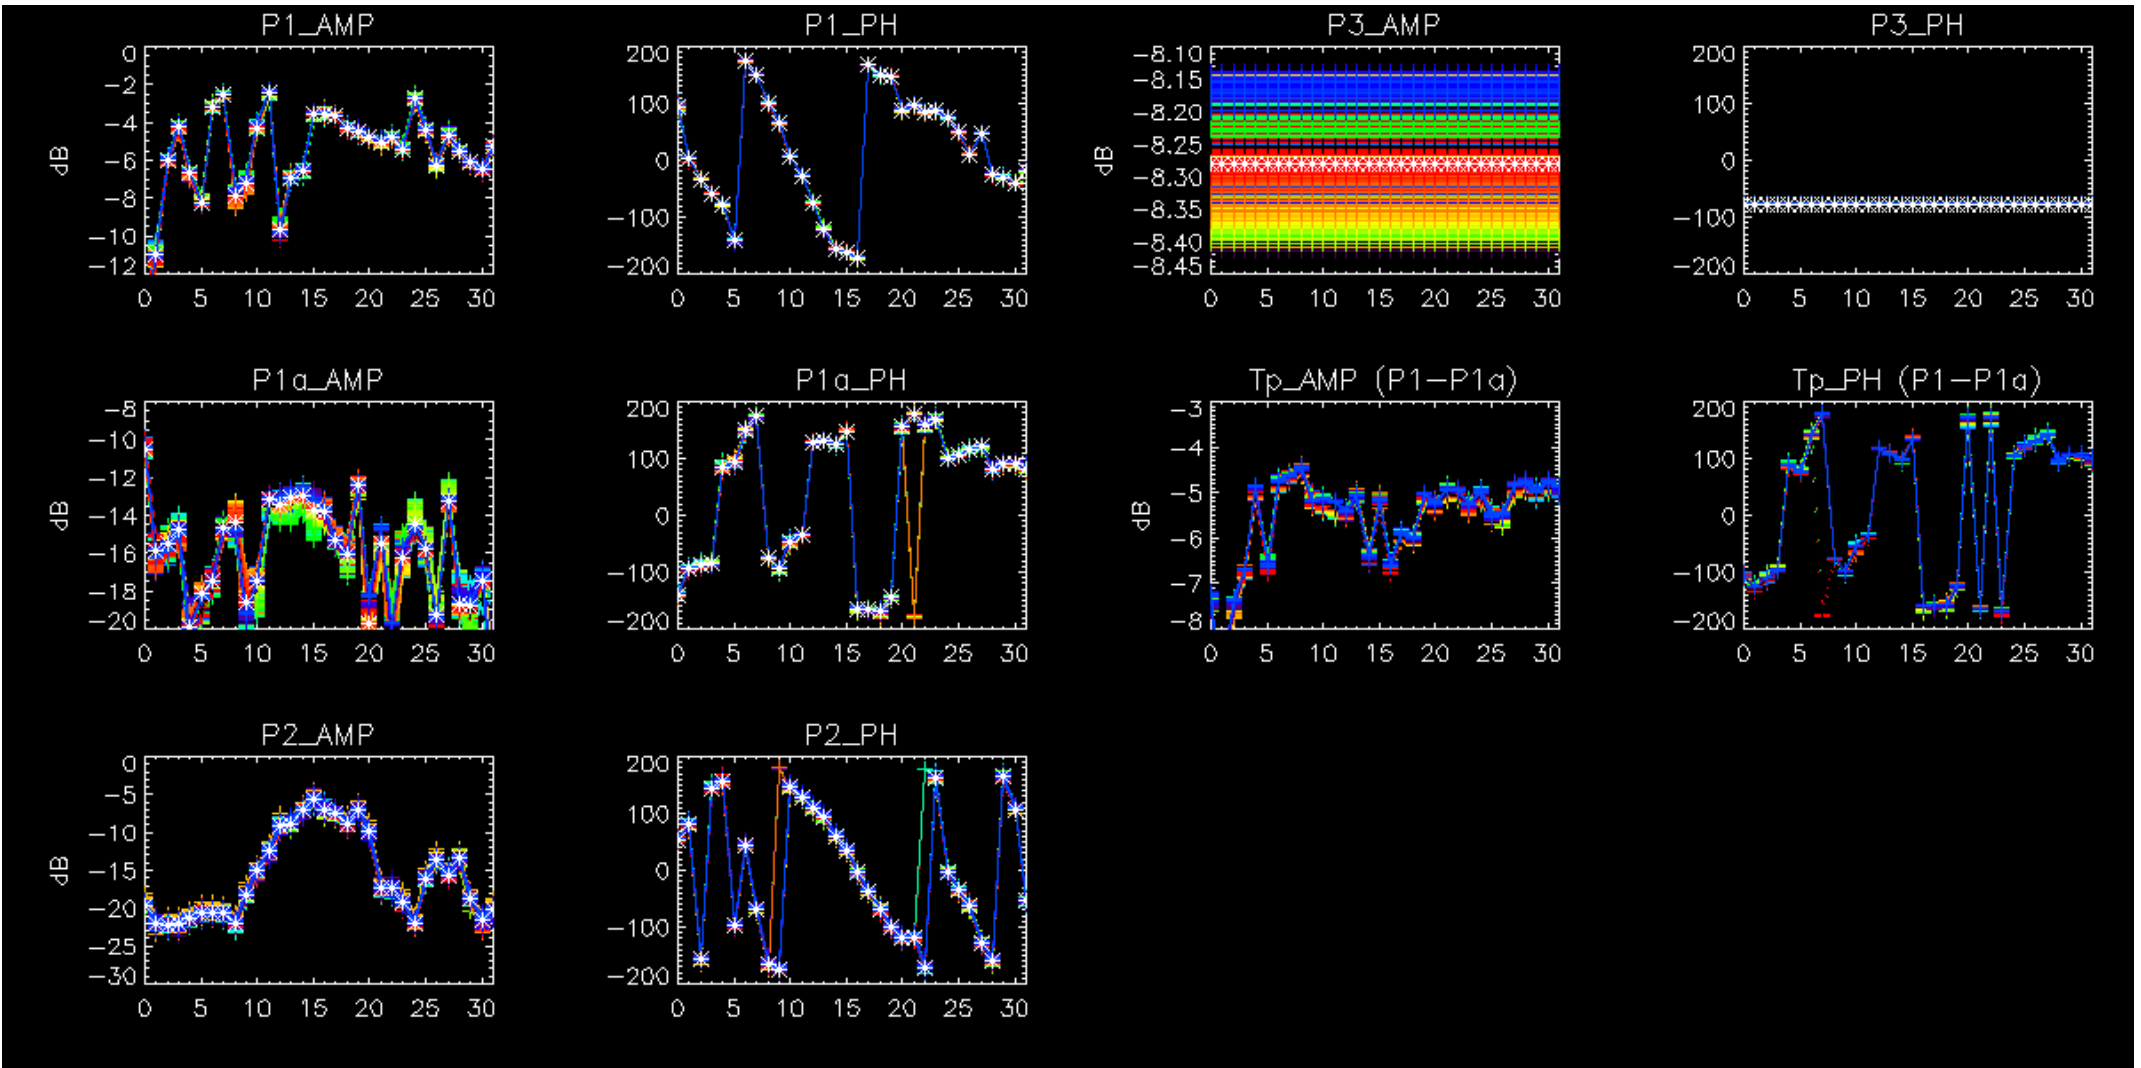 P1_AMP P1_PH P3_AMP P3_PH
0 200 -8.10 200
-2 -8.15
100 100
-4 -8.20
dB -6 0 dB -8.25 0
-8.30
-8 -8.35
-100 -100
-10 -8.40
-12 -200 -8.45 -200
0 5 10 15 20 25 30 0 5 10 15 20 25 30 0 5 10 15 20 25 30 0 5 10 15 20 25 30
P1a_AMP P1a_PH Tp_AMP (P1-P1a) Tp_PH (P1-P1a)
-8 200 -3 200
-10 100 -4 100
-12
dB -14 0 dB -5 0
-16 -6
-18 -100 -7 -100
-20 -200 -8 -200
0 5 10 15 20 25 30 0 5 10 15 20 25 30 0 5 10 15 20 25 30 0 5 10 15 20 25 30
P2_AMP P2_PH
0 200
-5 100
-10
dB -15 0
-20 -100
-25
-30 -200
0 5 10 15 20 25 30 0 5 10 15 20 25 30